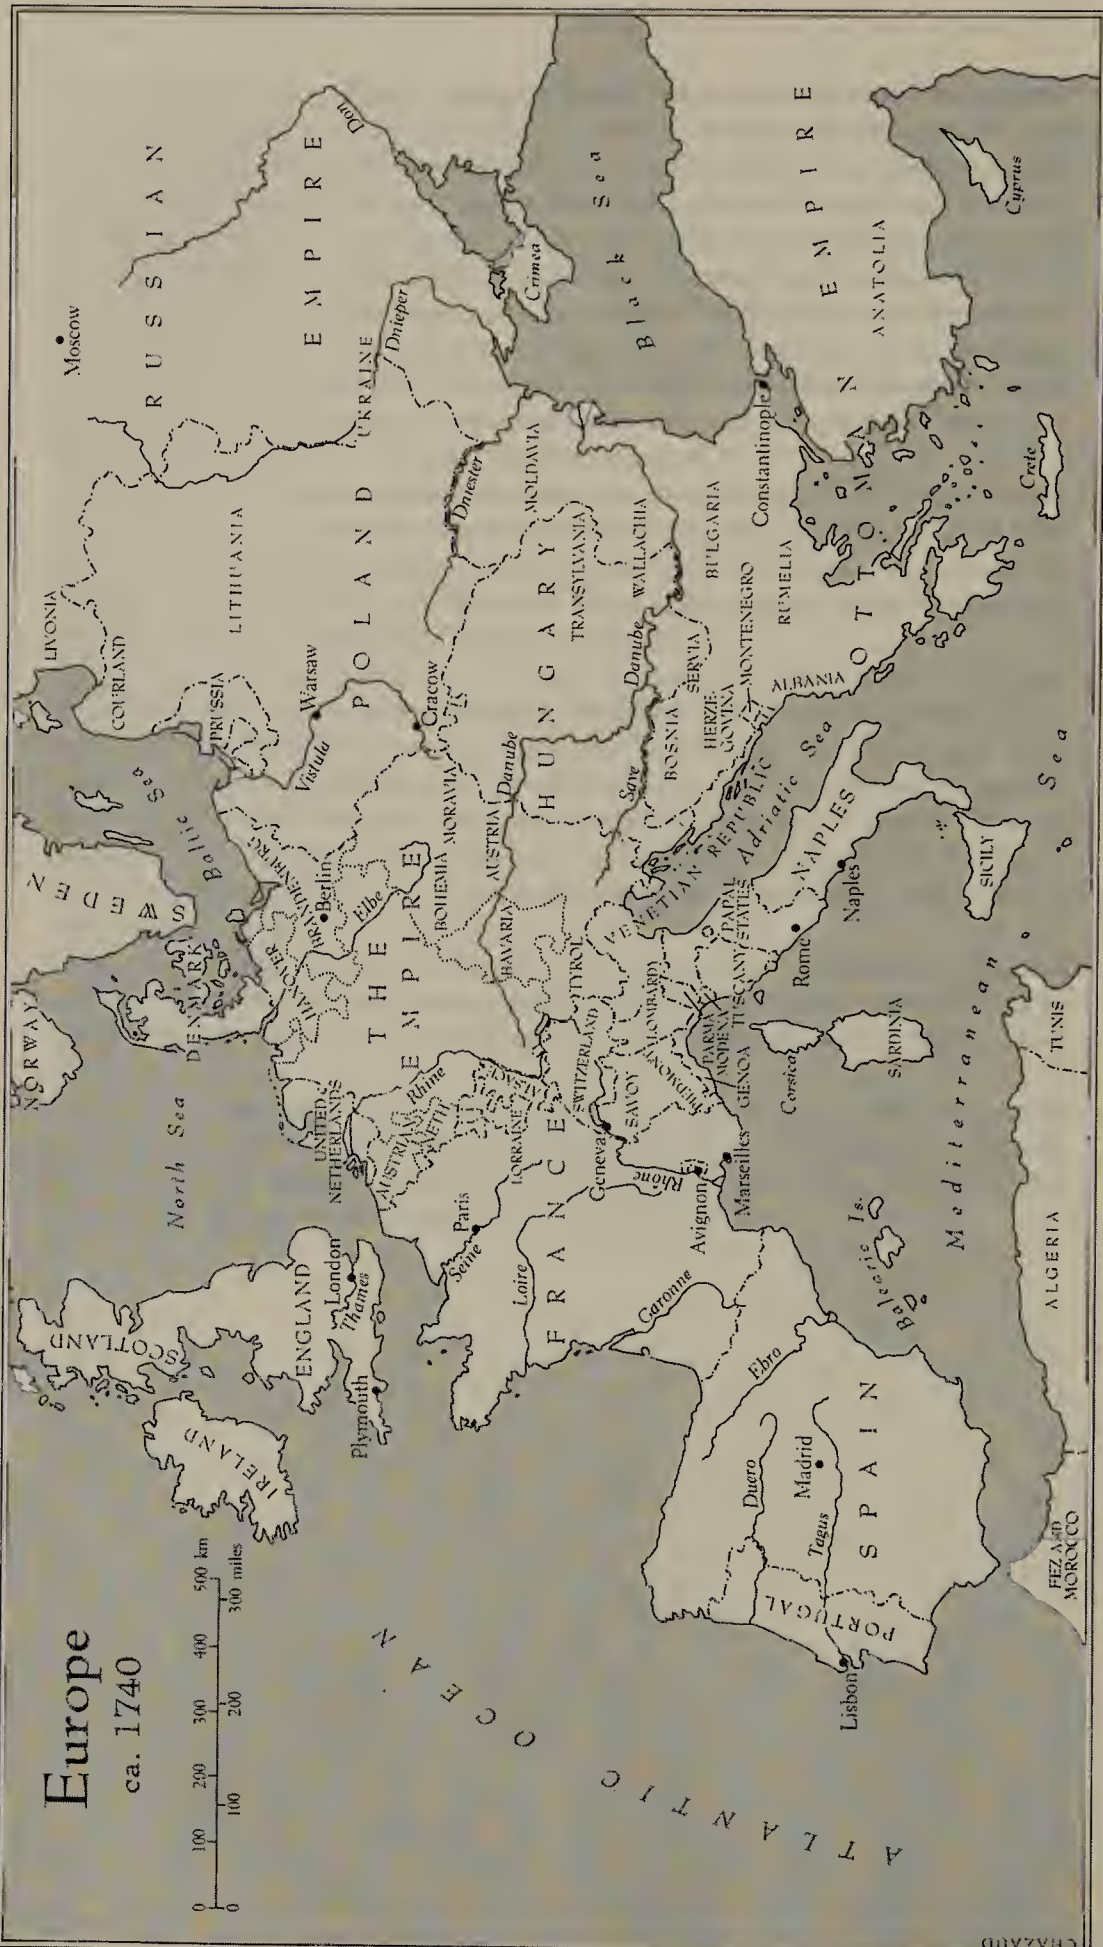 Europe
ca. 1740
0 100 200 300 400 500 km
0 100 200 300 miles
NORWAY
SWEDEN
DENMARK
North Sea
Baltic Sea
SCOTLAND
IRELAND
ENGLAND
London
Thames
Plymouth
ATLANTIC OCEAN
LIVONIA
COURLAND
LITHUANIA
PRUSSIA
Moscow
RUSSIAN
EMPIRE
Don
Dnieper
UKRAINE
POLAND
Warsaw
Vistula
Cracow
Dniester
Crimea
Black Sea
UNITED
NETHERLANDS
AUSTRIAN
NETH.
HANOVER
BRANDENBURG
Berlin
Elbe
THE
EMPIRE
Rhine
BOHEMIA
MORAVIA
AUSTRIA
BAVARIA
TYROL
Danube
HUNGARY
TRANSYLVANIA
MOLDAVIA
WALLACHIA
Danube
Save
BOSNIA
SERVIA
HERZE-
GOVINA
MONTENEGRO
BULGARIA
RUMELIA
ALBANIA
Constantinople
OTTOMAN EMPIRE
ANATOLIA
Cyprus
Crete
Paris
Seine
Loire
FRANCE
LORRAINE
ALSACE
SWITZERLAND
Geneva
SAVOY
PIEDMONT
LOMBARDY
VENETIAN REPUBLIC
Adriatic Sea
PARMA
MODENA
GENOA
TUSCANY
PAPAL
STATES
Rome
NAPLES
Naples
SICILY
Corsica
SARDINIA
Rhône
Avignon
Marseilles
Garonne
Ebro
Duero
Madrid
Tagus
SPAIN
PORTUGAL
Lisbon
Balearic Is.
Mediterranean Sea
FEZ AND
MOROCCO
ALGERIA
TUNIS
CHAZAUD